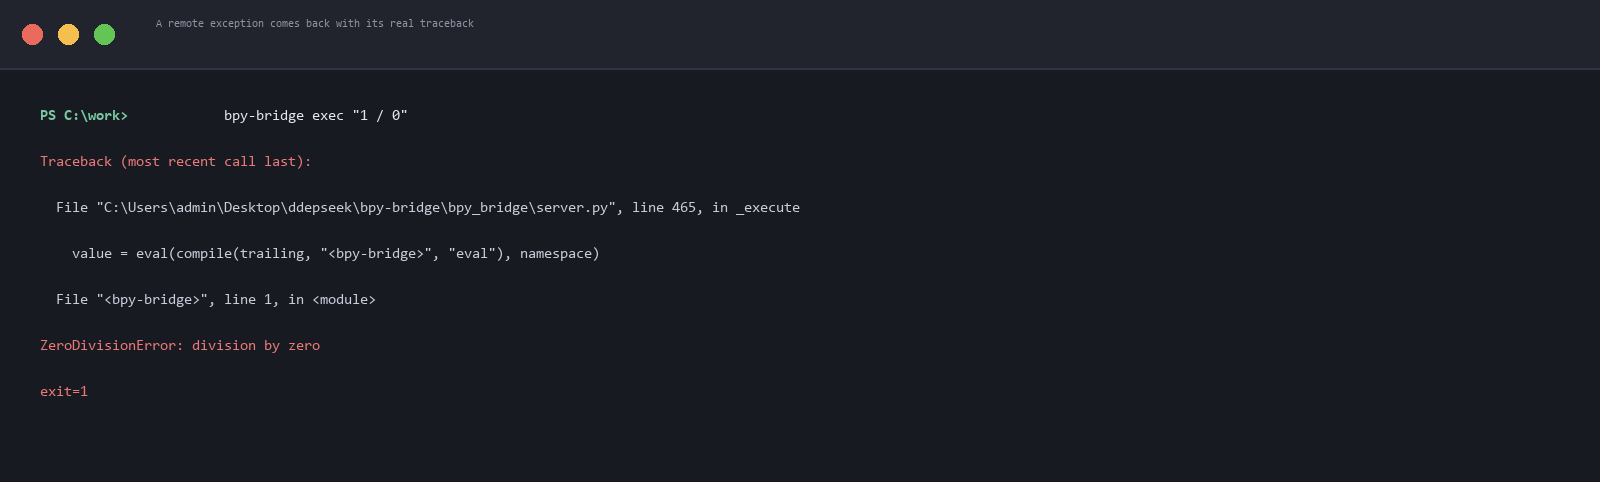 A remote exception comes back with its real traceback
PS C:\work> bpy-bridge exec "1 / 0"
Traceback (most recent call last):
File "C:\Users\admin\Desktop\ddepseek\bpy-bridge\bpy_bridge\server.py", line 465, in _execute
value = eval(compile(trailing, "<bpy-bridge>", "eval"), namespace)
File "<bpy-bridge>", line 1, in <module>
ZeroDivisionError: division by zero
exit=1